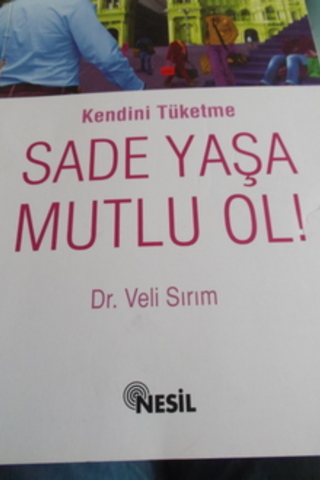 Kendini Tüketme
SADE YAŞA
MUTLU OL!
Dr. Veli Sırım
NESİL